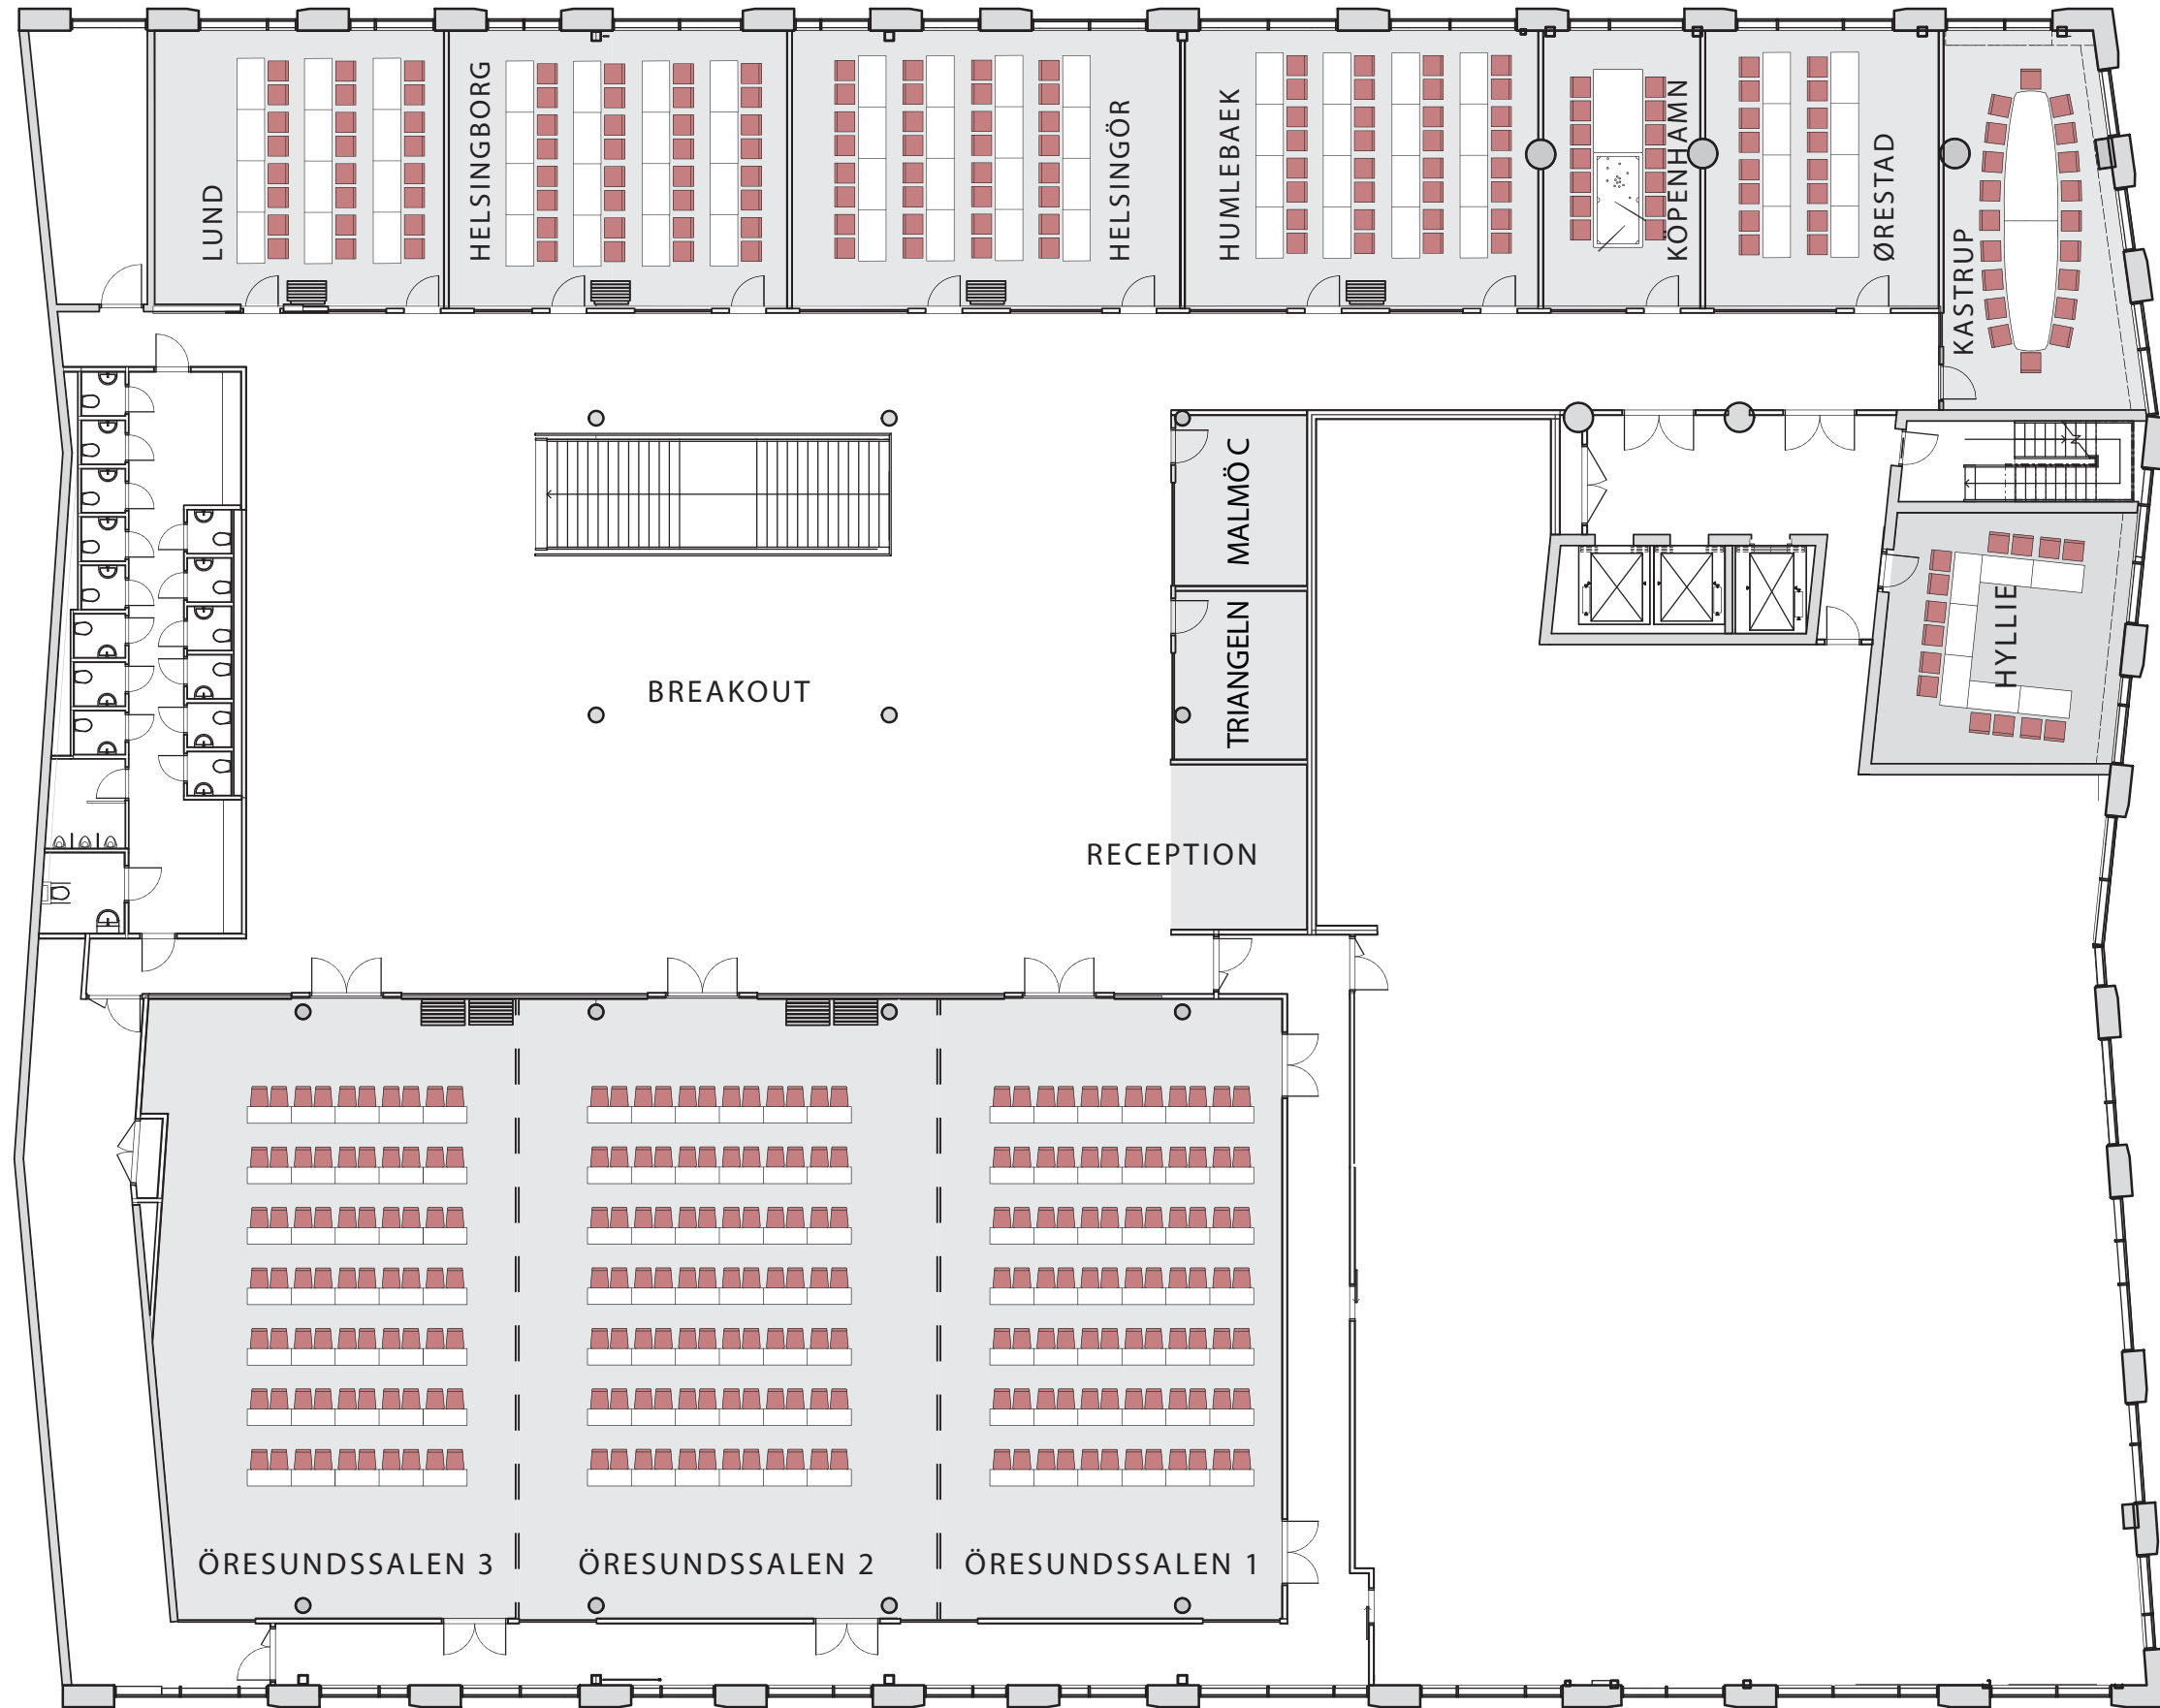 LUND
HELSINGBORG
HELSINGÖR
HUMLEBAEK
KÖPENHAMN
ØRESTAD
KASTRUP
MALMÖ C
TRIANGELN
HYLLIE
BREAKOUT
RECEPTION
ÖRESUNDSSALEN 3
ÖRESUNDSSALEN 2
ÖRESUNDSSALEN 1